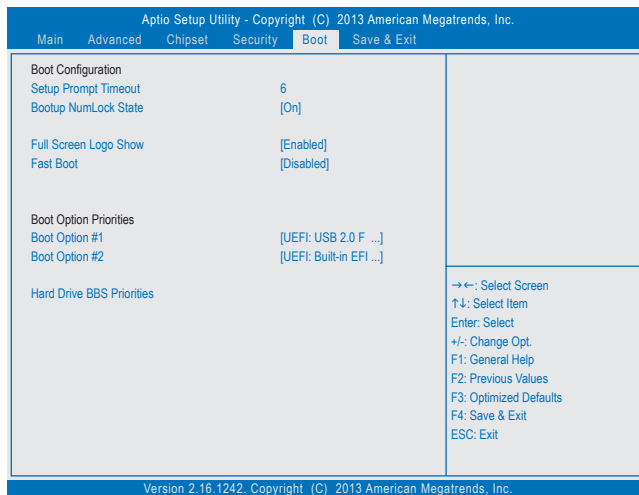 Aptio Setup Utility - Copyright (C) 2013 American Megatrends, Inc.
Main Advanced Chipset Security Boot Save & Exit
Boot Configuration
Setup Prompt Timeout 6
Bootup NumLock State [On]
Full Screen Logo Show [Enabled]
Fast Boot [Disabled]
Boot Option Priorities
Boot Option #1 [UEFI: USB 2.0 F ...]
Boot Option #2 [UEFI: Built-in EFI ...]
Hard Drive BBS Priorities
→←: Select Screen
↑↓: Select Item
Enter: Select
+/-: Change Opt.
F1: General Help
F2: Previous Values
F3: Optimized Defaults
F4: Save & Exit
ESC: Exit
Version 2.16.1242. Copyright (C) 2013 American Megatrends, Inc.